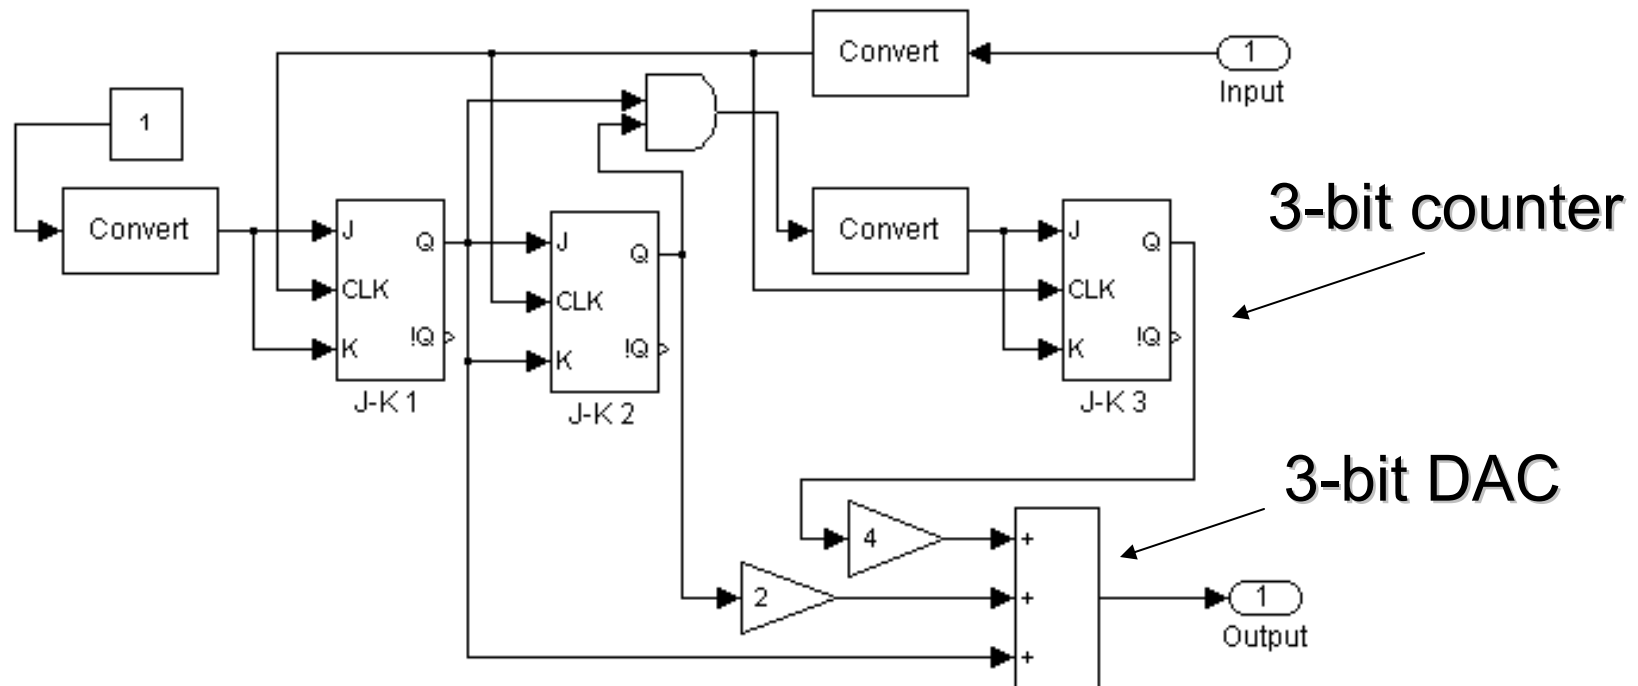 Convert
1
Input
1
Convert
J
Q
CLK
!Q
K
J-K 1
J
Q
CLK
!Q
K
J-K 2
Convert
J
Q
CLK
!Q
K
J-K 3
3-bit counter
3-bit DAC
4
+
2
+
+
1
Output